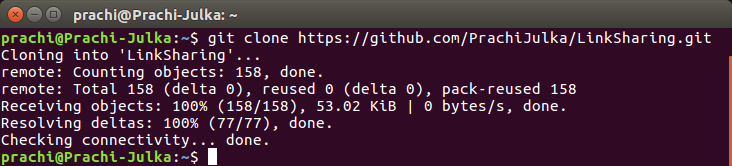 prachi@Prachi-Julka: ~
prachi@Prachi-Julka:~$ git clone https://github.com/PrachiJulka/LinkSharing.git
Cloning into 'LinkSharing'...
remote: Counting objects: 158, done.
remote: Total 158 (delta 0), reused 0 (delta 0), pack-reused 158
Receiving objects: 100% (158/158), 53.02 KiB | 0 bytes/s, done.
Resolving deltas: 100% (77/77), done.
Checking connectivity... done.
prachi@Prachi-Julka:~$